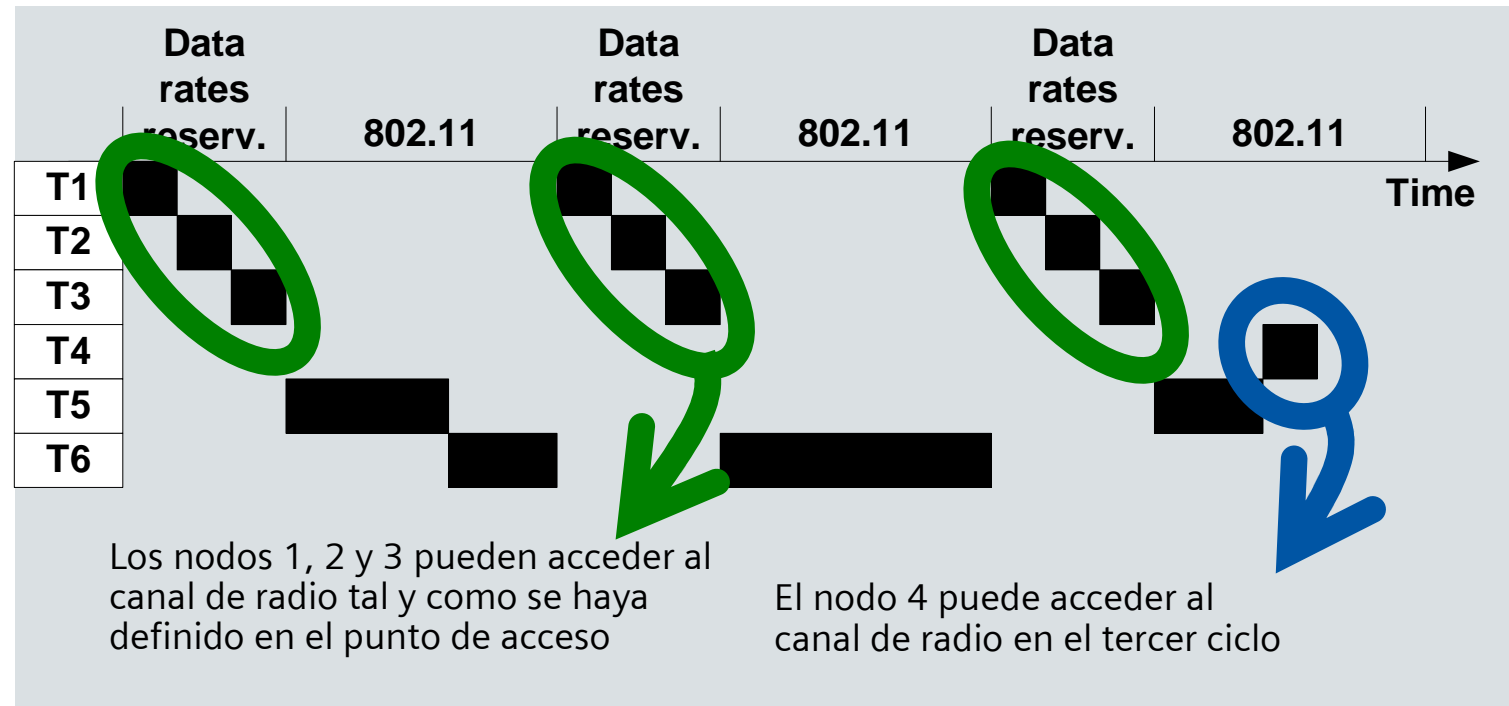 Data
rates
reserv.
802.11
Data
rates
reserv.
802.11
Data
rates
reserv.
802.11
Time
T1
T2
T3
T4
T5
T6
Los nodos 1, 2 y 3 pueden acceder al
canal de radio tal y como se haya
definido en el punto de acceso
El nodo 4 puede acceder al
canal de radio en el tercer ciclo